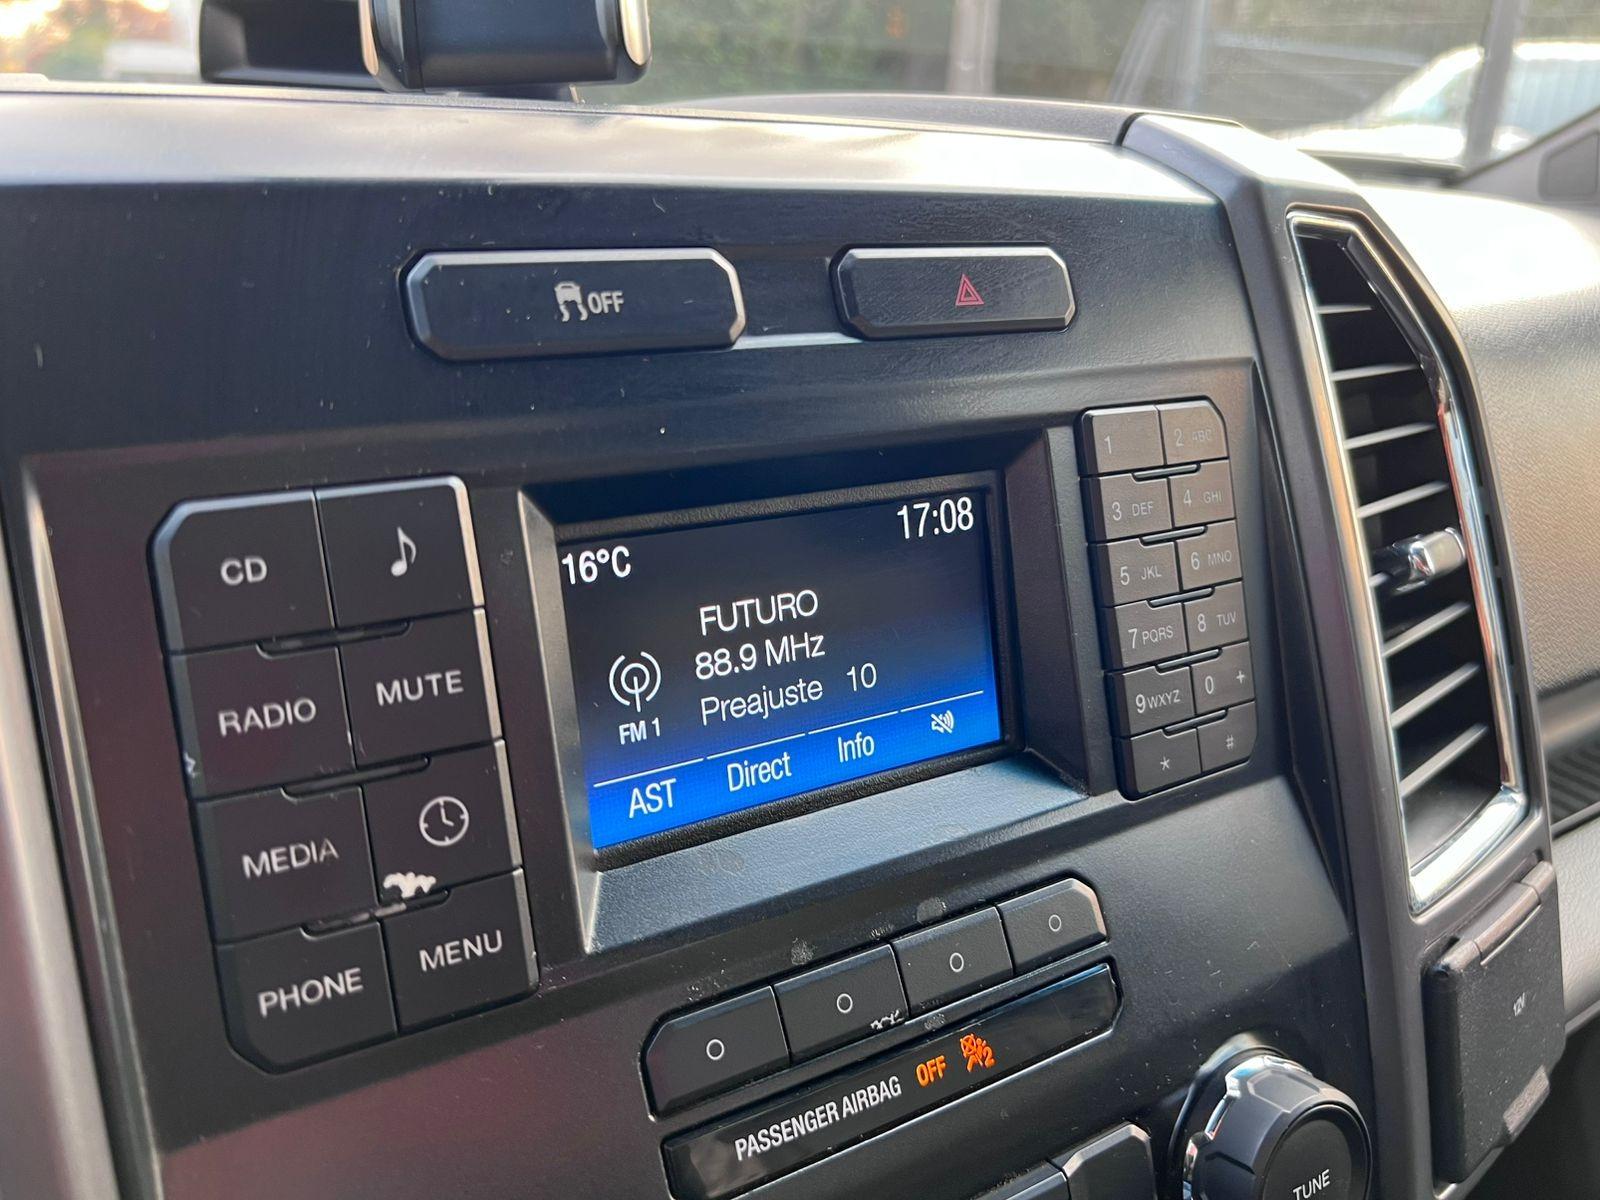 OFF
16°C 17:08
FUTURO
88.9 MHz
Preajuste 10
FM 1
AST Direct Info
CD
RADIO MUTE
MEDIA
PHONE MENU
1 2 ABC
3 DEF 4 GHI
5 JKL 6 MNO
7 PQRS 8 TUV
9 WXYZ 0 +
* #
PASSENGER AIRBAG OFF 2
12V
TUNE